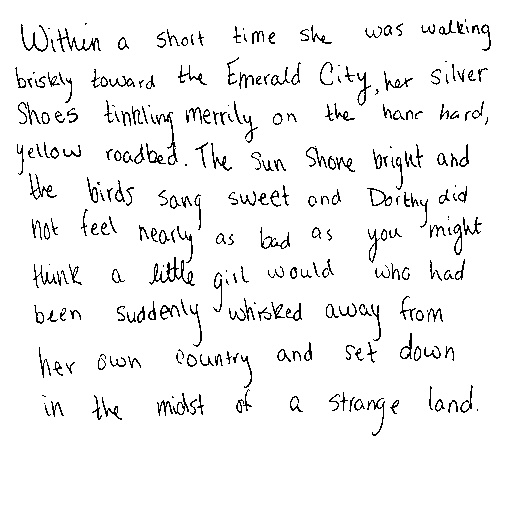 Within a short time she was walking
briskly toward the Emerald City, her silver
Shoes tinkling merrily on the hanr hard,
yellow roadbed. The sun shone bright and
the birds sang sweet and Dorthy did
not feel nearly as bad as you might
think a little girl would who had
been suddenly whisked away from
her own country and set down
in the midst of a strange land.